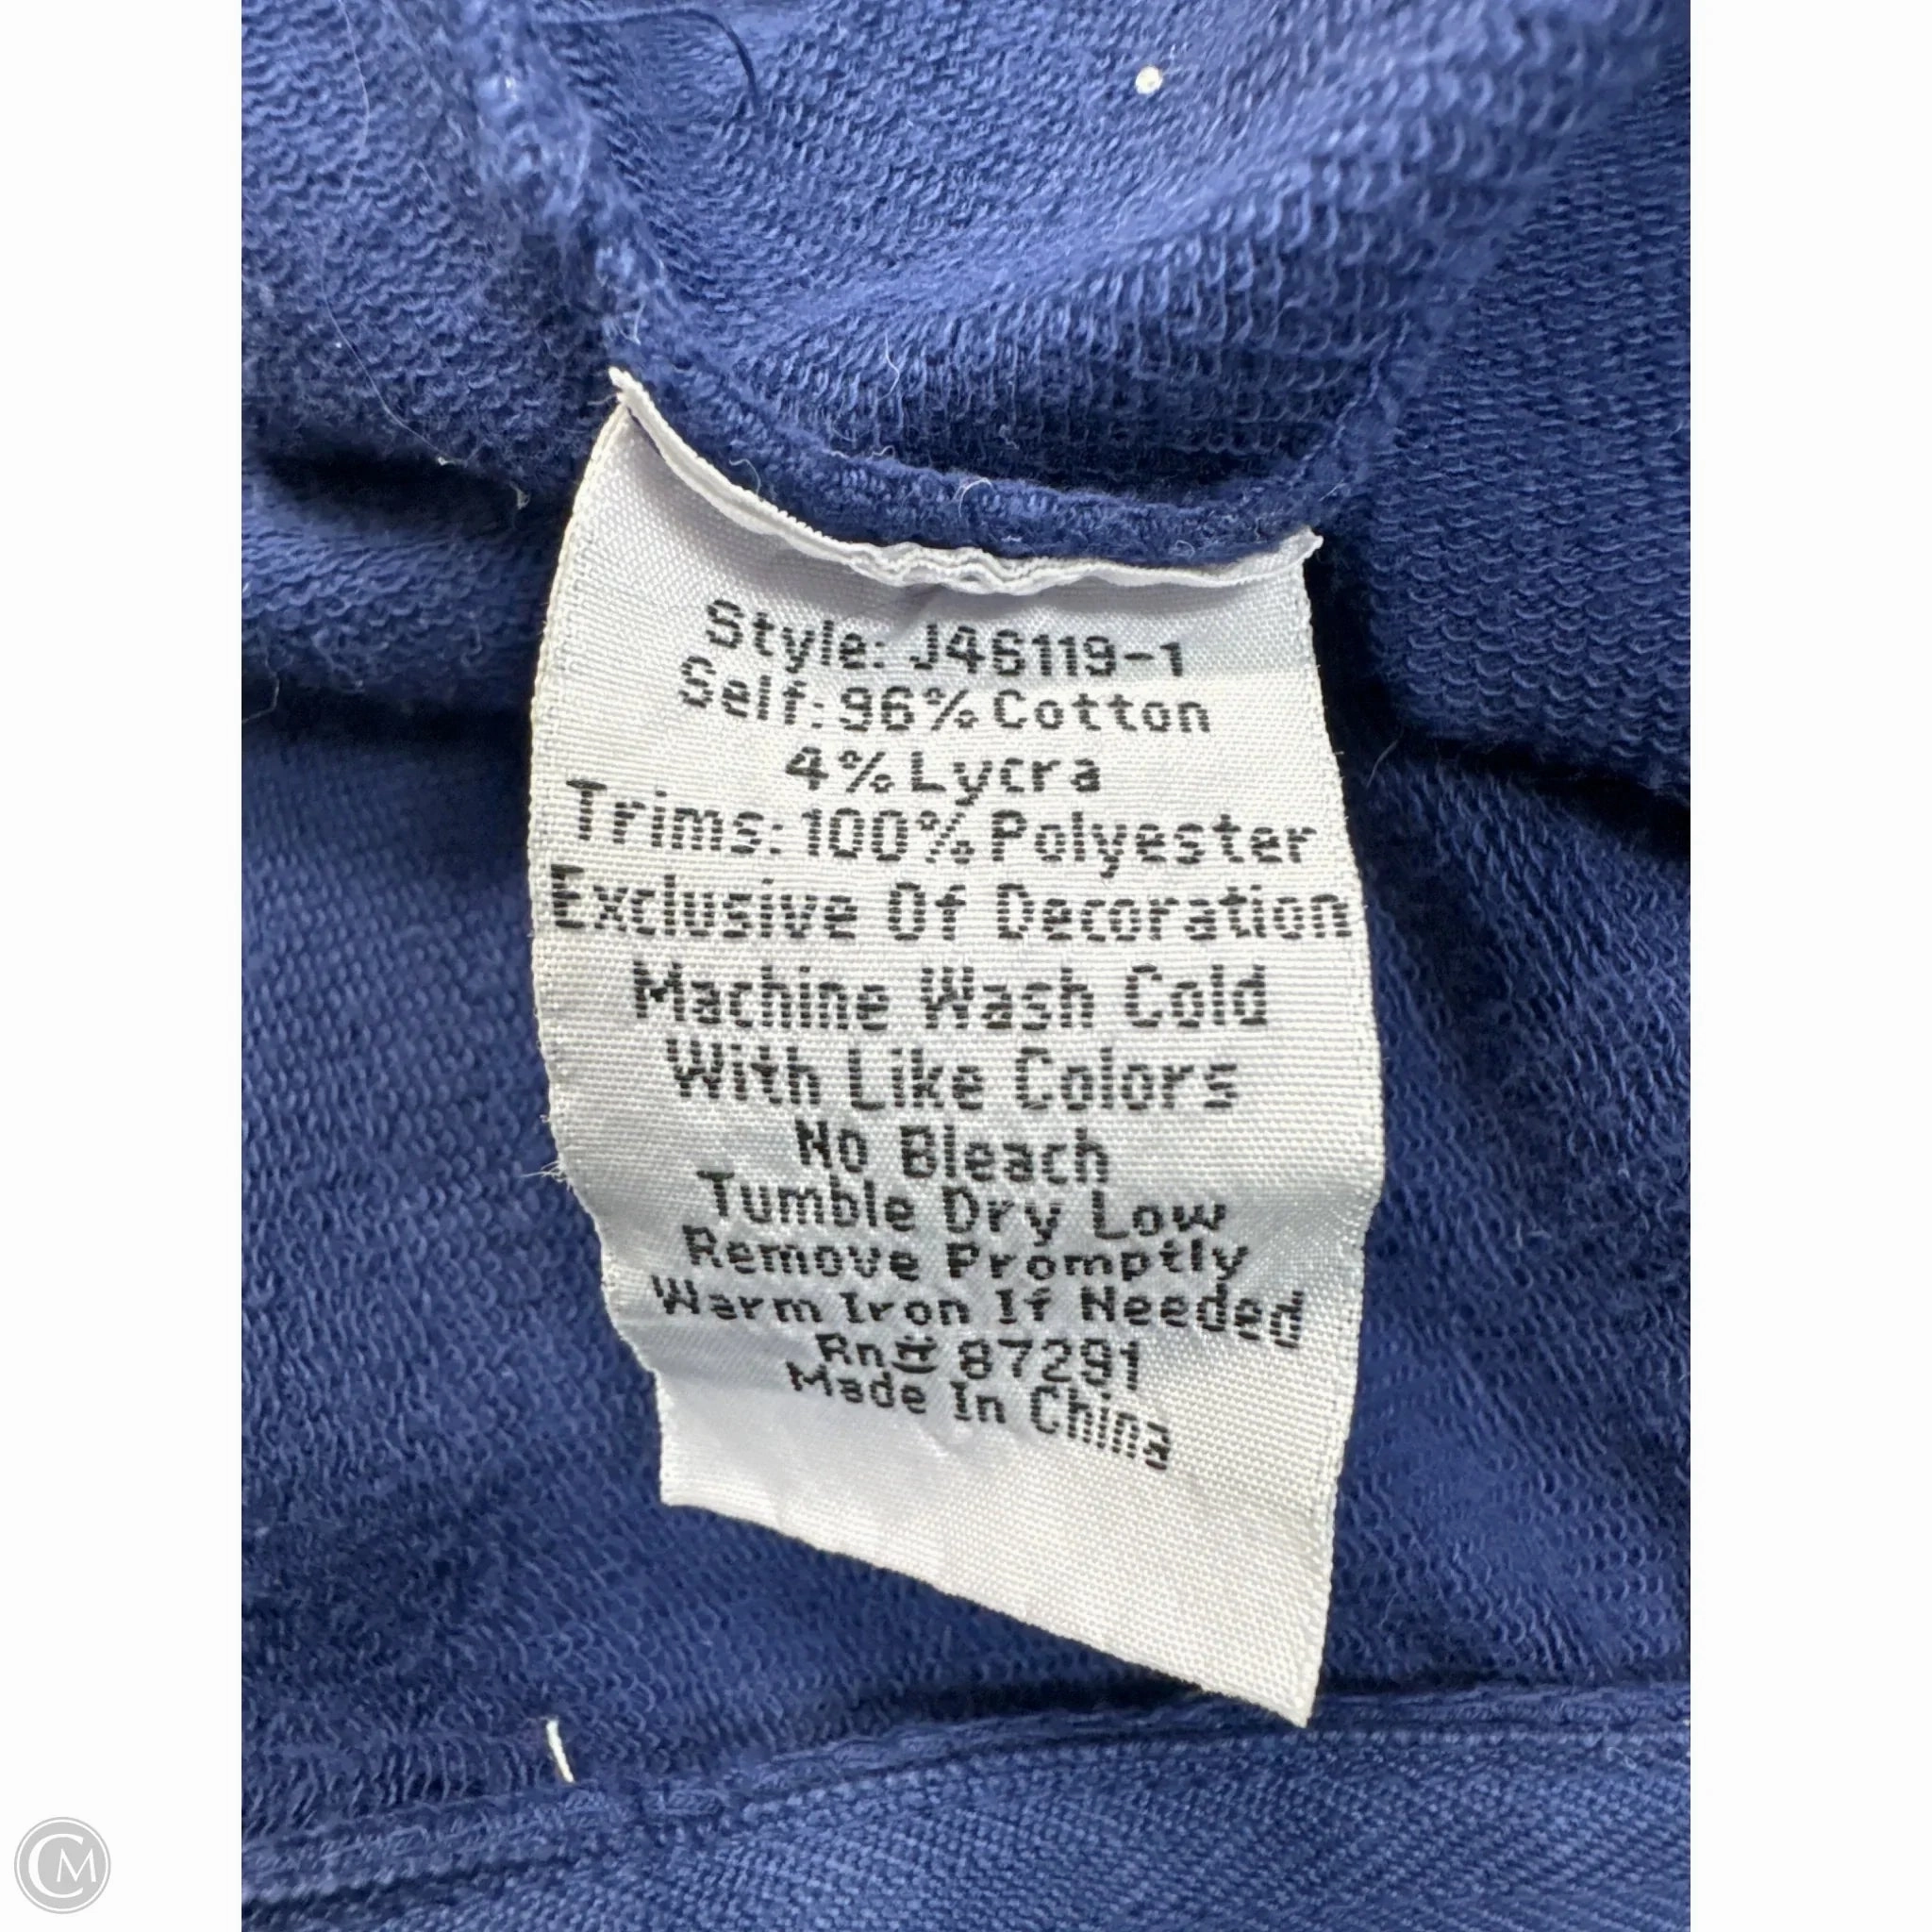 Style: J46119-1
Self: 96% Cotton
4% Lycra
Trims: 100% Polyester
Exclusive Of Decoration
Machine Wash Cold
With Like Colors
No Bleach
Tumble Dry Low
Remove Promptly
Warm Iron If Needed
Rn# 87291
Made In China
CM